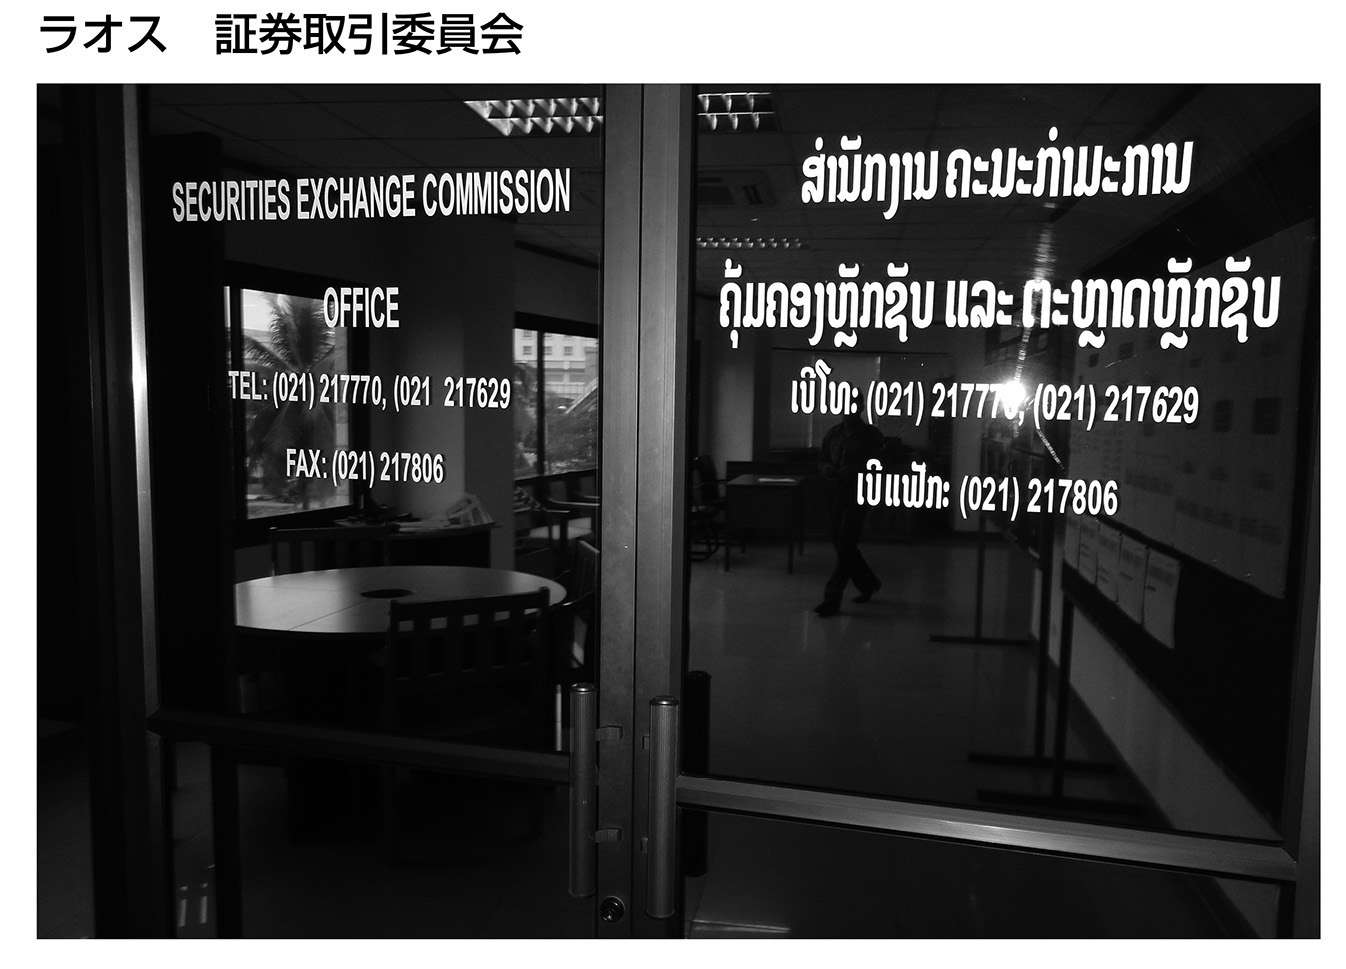 ラオス　証券取引委員会
SECURITIES EXCHANGE COMMISSION
OFFICE
TEL: (021) 217770, (021 217629
FAX: (021) 217806
ສຳນັກງານ ຄະນະກຳມະການ
ຄຸ້ມຄອງຫຼັກຊັບ ແລະ ຕະຫຼາດຫຼັກຊັບ
ເບີໂທ: (021) 217770, (021) 217629
ເບີແຟັກ: (021) 217806